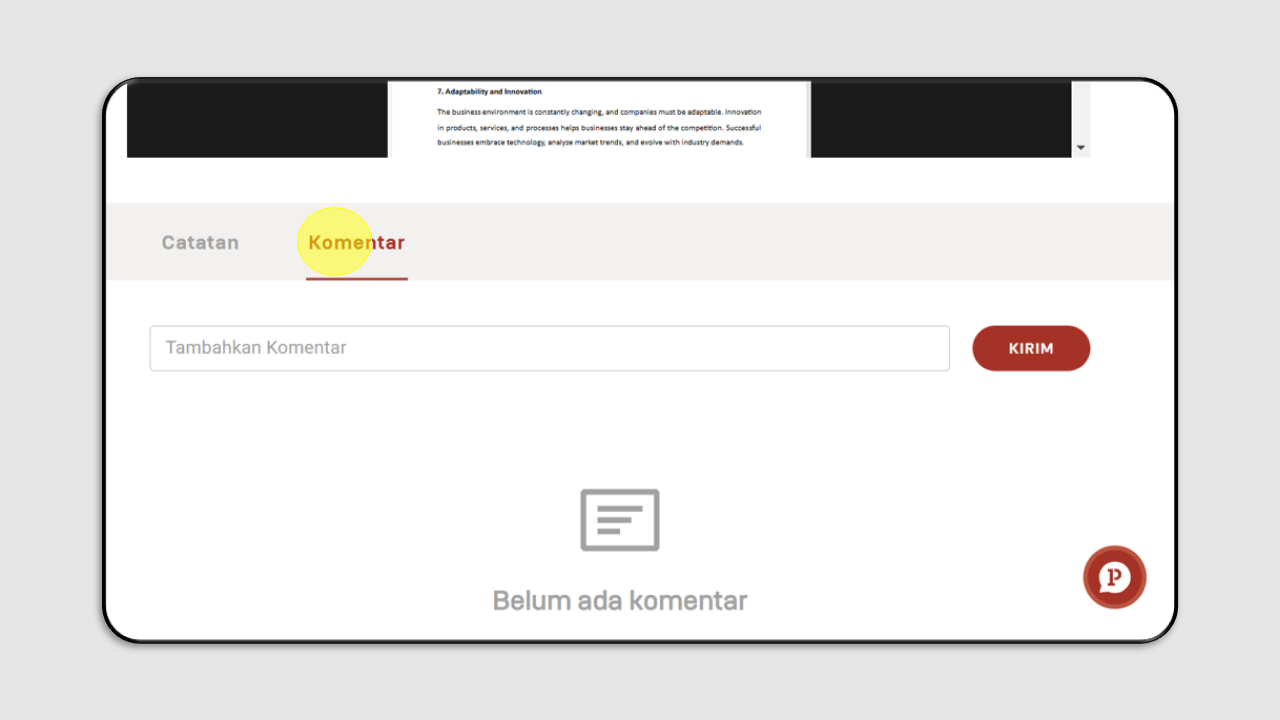 7. Adaptability and Innovation
The business environment is constantly changing, and companies must be adaptable. Innovation
in products, services, and processes helps businesses stay ahead of the competition. Successful
businesses embrace technology, analyze market trends, and evolve with industry demands.
Catatan
Komentar
Tambahkan Komentar
KIRIM
P
Belum ada komentar